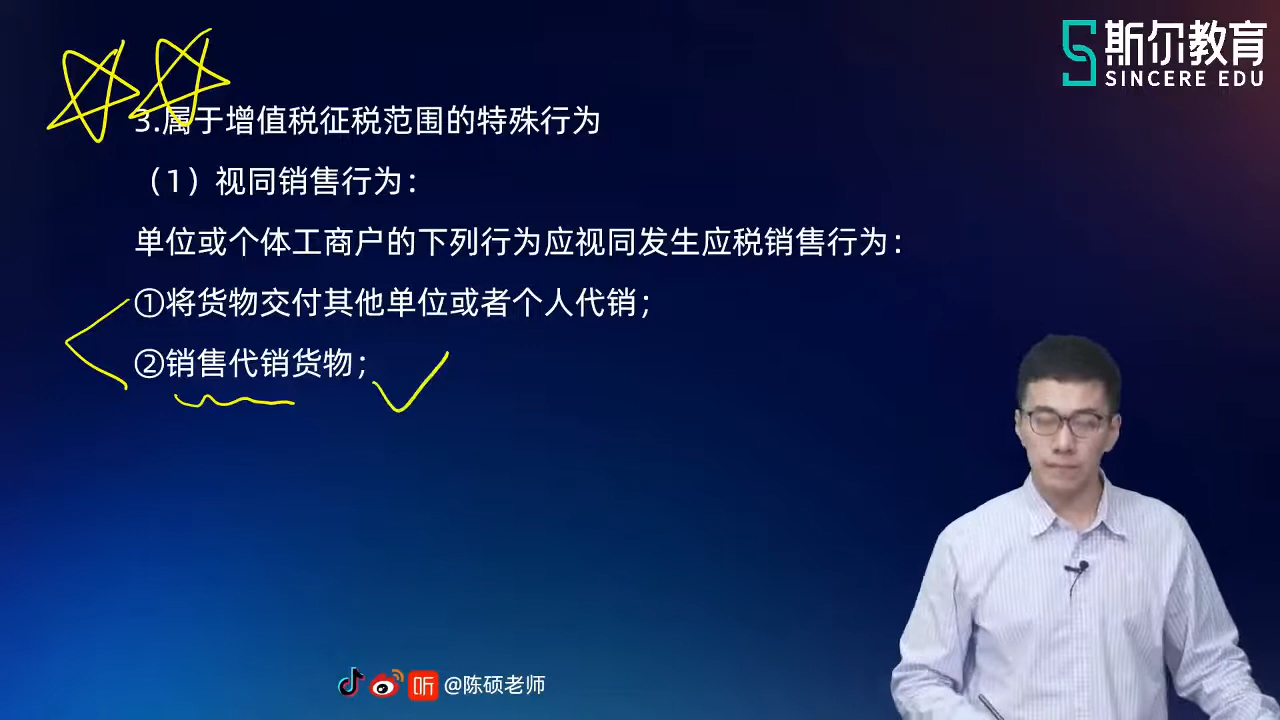 斯尔教育
SINCERE EDU
3.属于增值税征税范围的特殊行为
（1）视同销售行为：
单位或个体工商户的下列行为应视同发生应税销售行为：
①将货物交付其他单位或者个人代销；
②销售代销货物；
听 @陈硕老师